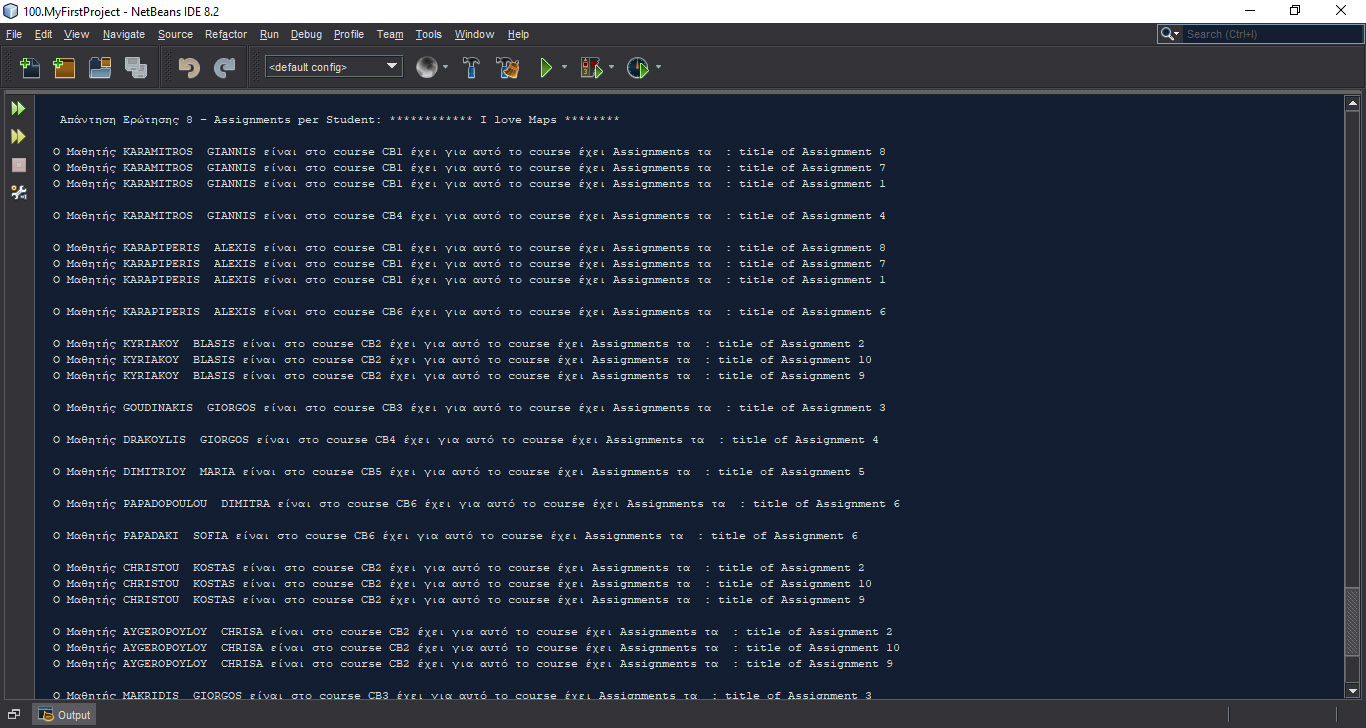 100.MyFirstProject - NetBeans IDE 8.2
File Edit View Navigate Source Refactor Run Debug Profile Team Tools Window Help
Search (Ctrl+I)
<default config>
Απάντηση Ερώτησης 8 - Assignments per Student: ************ I love Maps ********
Ο Μαθητής KARAMITROS  GIANNIS είναι στο course CB1 έχει για αυτό το course έχει Assignments τα  : title of Assignment 8
Ο Μαθητής KARAMITROS  GIANNIS είναι στο course CB1 έχει για αυτό το course έχει Assignments τα  : title of Assignment 7
Ο Μαθητής KARAMITROS  GIANNIS είναι στο course CB1 έχει για αυτό το course έχει Assignments τα  : title of Assignment 1
Ο Μαθητής KARAMITROS  GIANNIS είναι στο course CB4 έχει για αυτό το course έχει Assignments τα  : title of Assignment 4
Ο Μαθητής KARAPIPERIS  ALEXIS είναι στο course CB1 έχει για αυτό το course έχει Assignments τα  : title of Assignment 8
Ο Μαθητής KARAPIPERIS  ALEXIS είναι στο course CB1 έχει για αυτό το course έχει Assignments τα  : title of Assignment 7
Ο Μαθητής KARAPIPERIS  ALEXIS είναι στο course CB1 έχει για αυτό το course έχει Assignments τα  : title of Assignment 1
Ο Μαθητής KARAPIPERIS  ALEXIS είναι στο course CB6 έχει για αυτό το course έχει Assignments τα  : title of Assignment 6
Ο Μαθητής KYRIAKOY  BLASIS είναι στο course CB2 έχει για αυτό το course έχει Assignments τα  : title of Assignment 2
Ο Μαθητής KYRIAKOY  BLASIS είναι στο course CB2 έχει για αυτό το course έχει Assignments τα  : title of Assignment 10
Ο Μαθητής KYRIAKOY  BLASIS είναι στο course CB2 έχει για αυτό το course έχει Assignments τα  : title of Assignment 9
Ο Μαθητής GOUDINAKIS  GIORGOS είναι στο course CB3 έχει για αυτό το course έχει Assignments τα  : title of Assignment 3
Ο Μαθητής DRAKOYLIS  GIORGOS είναι στο course CB4 έχει για αυτό το course έχει Assignments τα  : title of Assignment 4
Ο Μαθητής DIMITRIOY  MARIA είναι στο course CB5 έχει για αυτό το course έχει Assignments τα  : title of Assignment 5
Ο Μαθητής PAPADOPOULOU  DIMITRA είναι στο course CB6 έχει για αυτό το course έχει Assignments τα  : title of Assignment 6
Ο Μαθητής PAPADAKI  SOFIA είναι στο course CB6 έχει για αυτό το course έχει Assignments τα  : title of Assignment 6
Ο Μαθητής CHRISTOU  KOSTAS είναι στο course CB2 έχει για αυτό το course έχει Assignments τα  : title of Assignment 2
Ο Μαθητής CHRISTOU  KOSTAS είναι στο course CB2 έχει για αυτό το course έχει Assignments τα  : title of Assignment 10
Ο Μαθητής CHRISTOU  KOSTAS είναι στο course CB2 έχει για αυτό το course έχει Assignments τα  : title of Assignment 9
Ο Μαθητής AYGEROPOYLOY  CHRISA είναι στο course CB2 έχει για αυτό το course έχει Assignments τα  : title of Assignment 2
Ο Μαθητής AYGEROPOYLOY  CHRISA είναι στο course CB2 έχει για αυτό το course έχει Assignments τα  : title of Assignment 10
Ο Μαθητής AYGEROPOYLOY  CHRISA είναι στο course CB2 έχει για αυτό το course έχει Assignments τα  : title of Assignment 9
Ο Μαθητής MAKRIDIS  GIORGOS είναι στο course CB3 έχει για αυτό το course έχει Assignments τα  : title of Assignment 3
Output